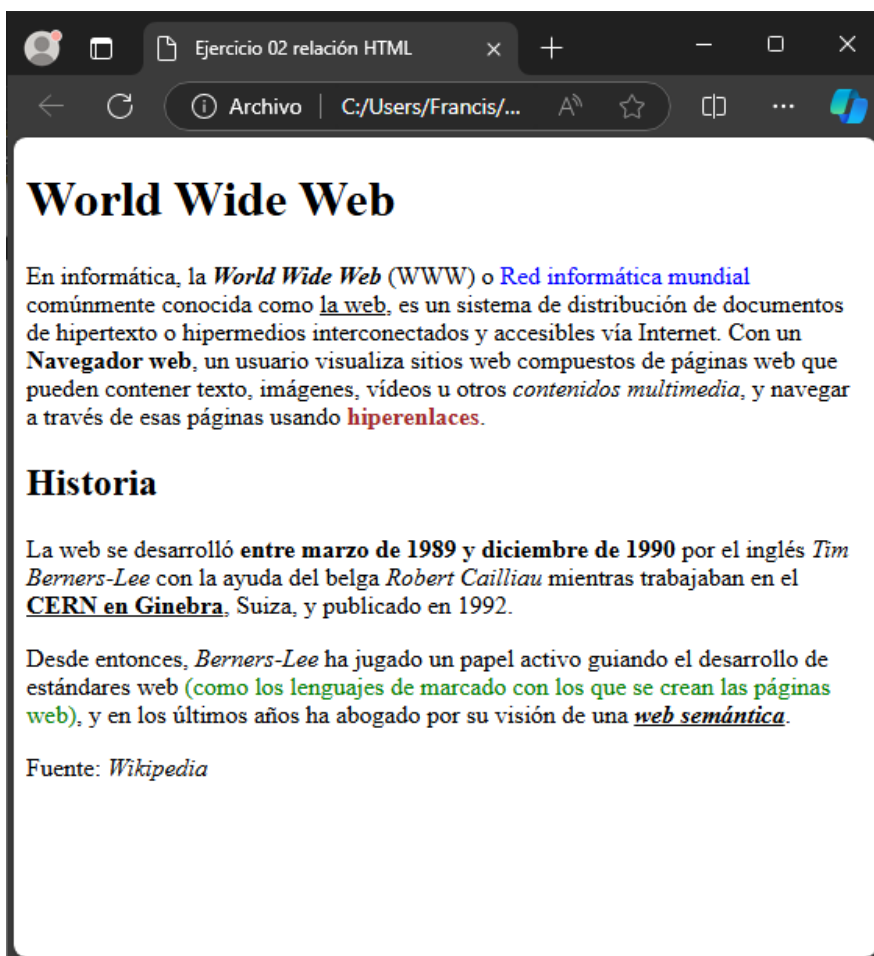 Ejercicio 02 relación HTML
Archivo | C:/Users/Francis/...
World Wide Web
En informática, la World Wide Web (WWW) o Red informática mundial
comúnmente conocida como la web, es un sistema de distribución de documentos
de hipertexto o hipermedios interconectados y accesibles vía Internet. Con un
Navegador web, un usuario visualiza sitios web compuestos de páginas web que
pueden contener texto, imágenes, vídeos u otros contenidos multimedia, y navegar
a través de esas páginas usando hiperenlaces.
Historia
La web se desarrolló entre marzo de 1989 y diciembre de 1990 por el inglés Tim
Berners-Lee con la ayuda del belga Robert Cailliau mientras trabajaban en el
CERN en Ginebra, Suiza, y publicado en 1992.
Desde entonces, Berners-Lee ha jugado un papel activo guiando el desarrollo de
estándares web (como los lenguajes de marcado con los que se crean las páginas
web), y en los últimos años ha abogado por su visión de una web semántica.
Fuente: Wikipedia